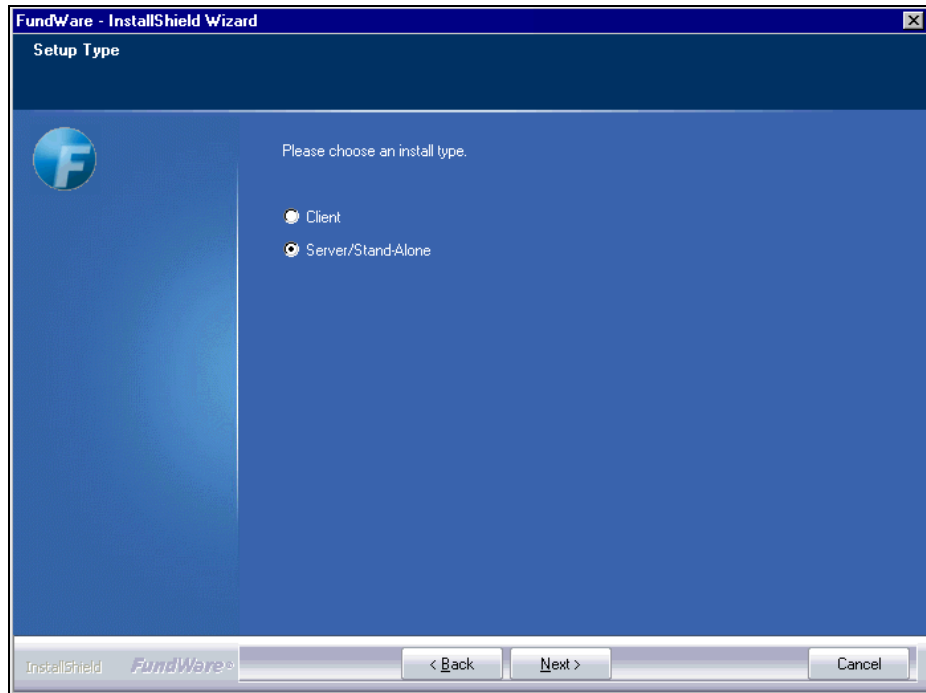 FundWare - InstallShield Wizard
Setup Type
F
Please choose an install type.
Client
Server/Stand-Alone
InstallShield
FundWare®
< Back
Next >
Cancel